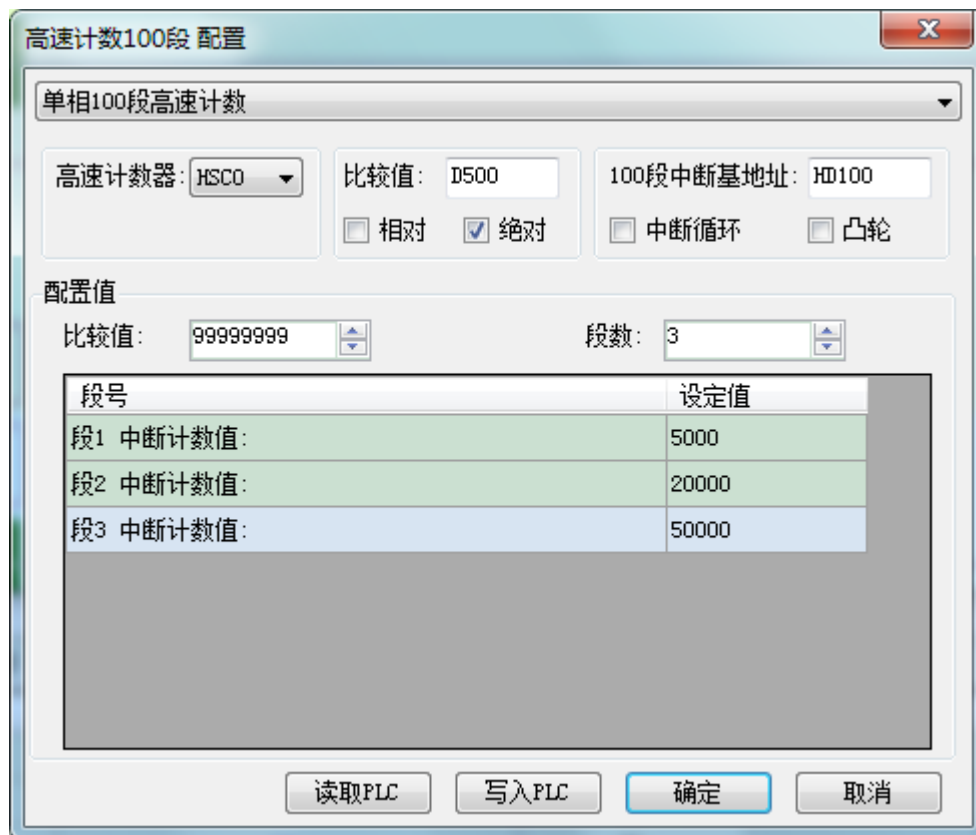 高速计数100段 配置
单相100段高速计数
高速计数器: HSC0 比较值: D500 100段中断基地址: HD100
相对 绝对 中断循环 凸轮
配置值
比较值: 99999999 段数: 3
段号 设定值
段1 中断计数值: 5000
段2 中断计数值: 20000
段3 中断计数值: 50000
读取PLC 写入PLC 确定 取消